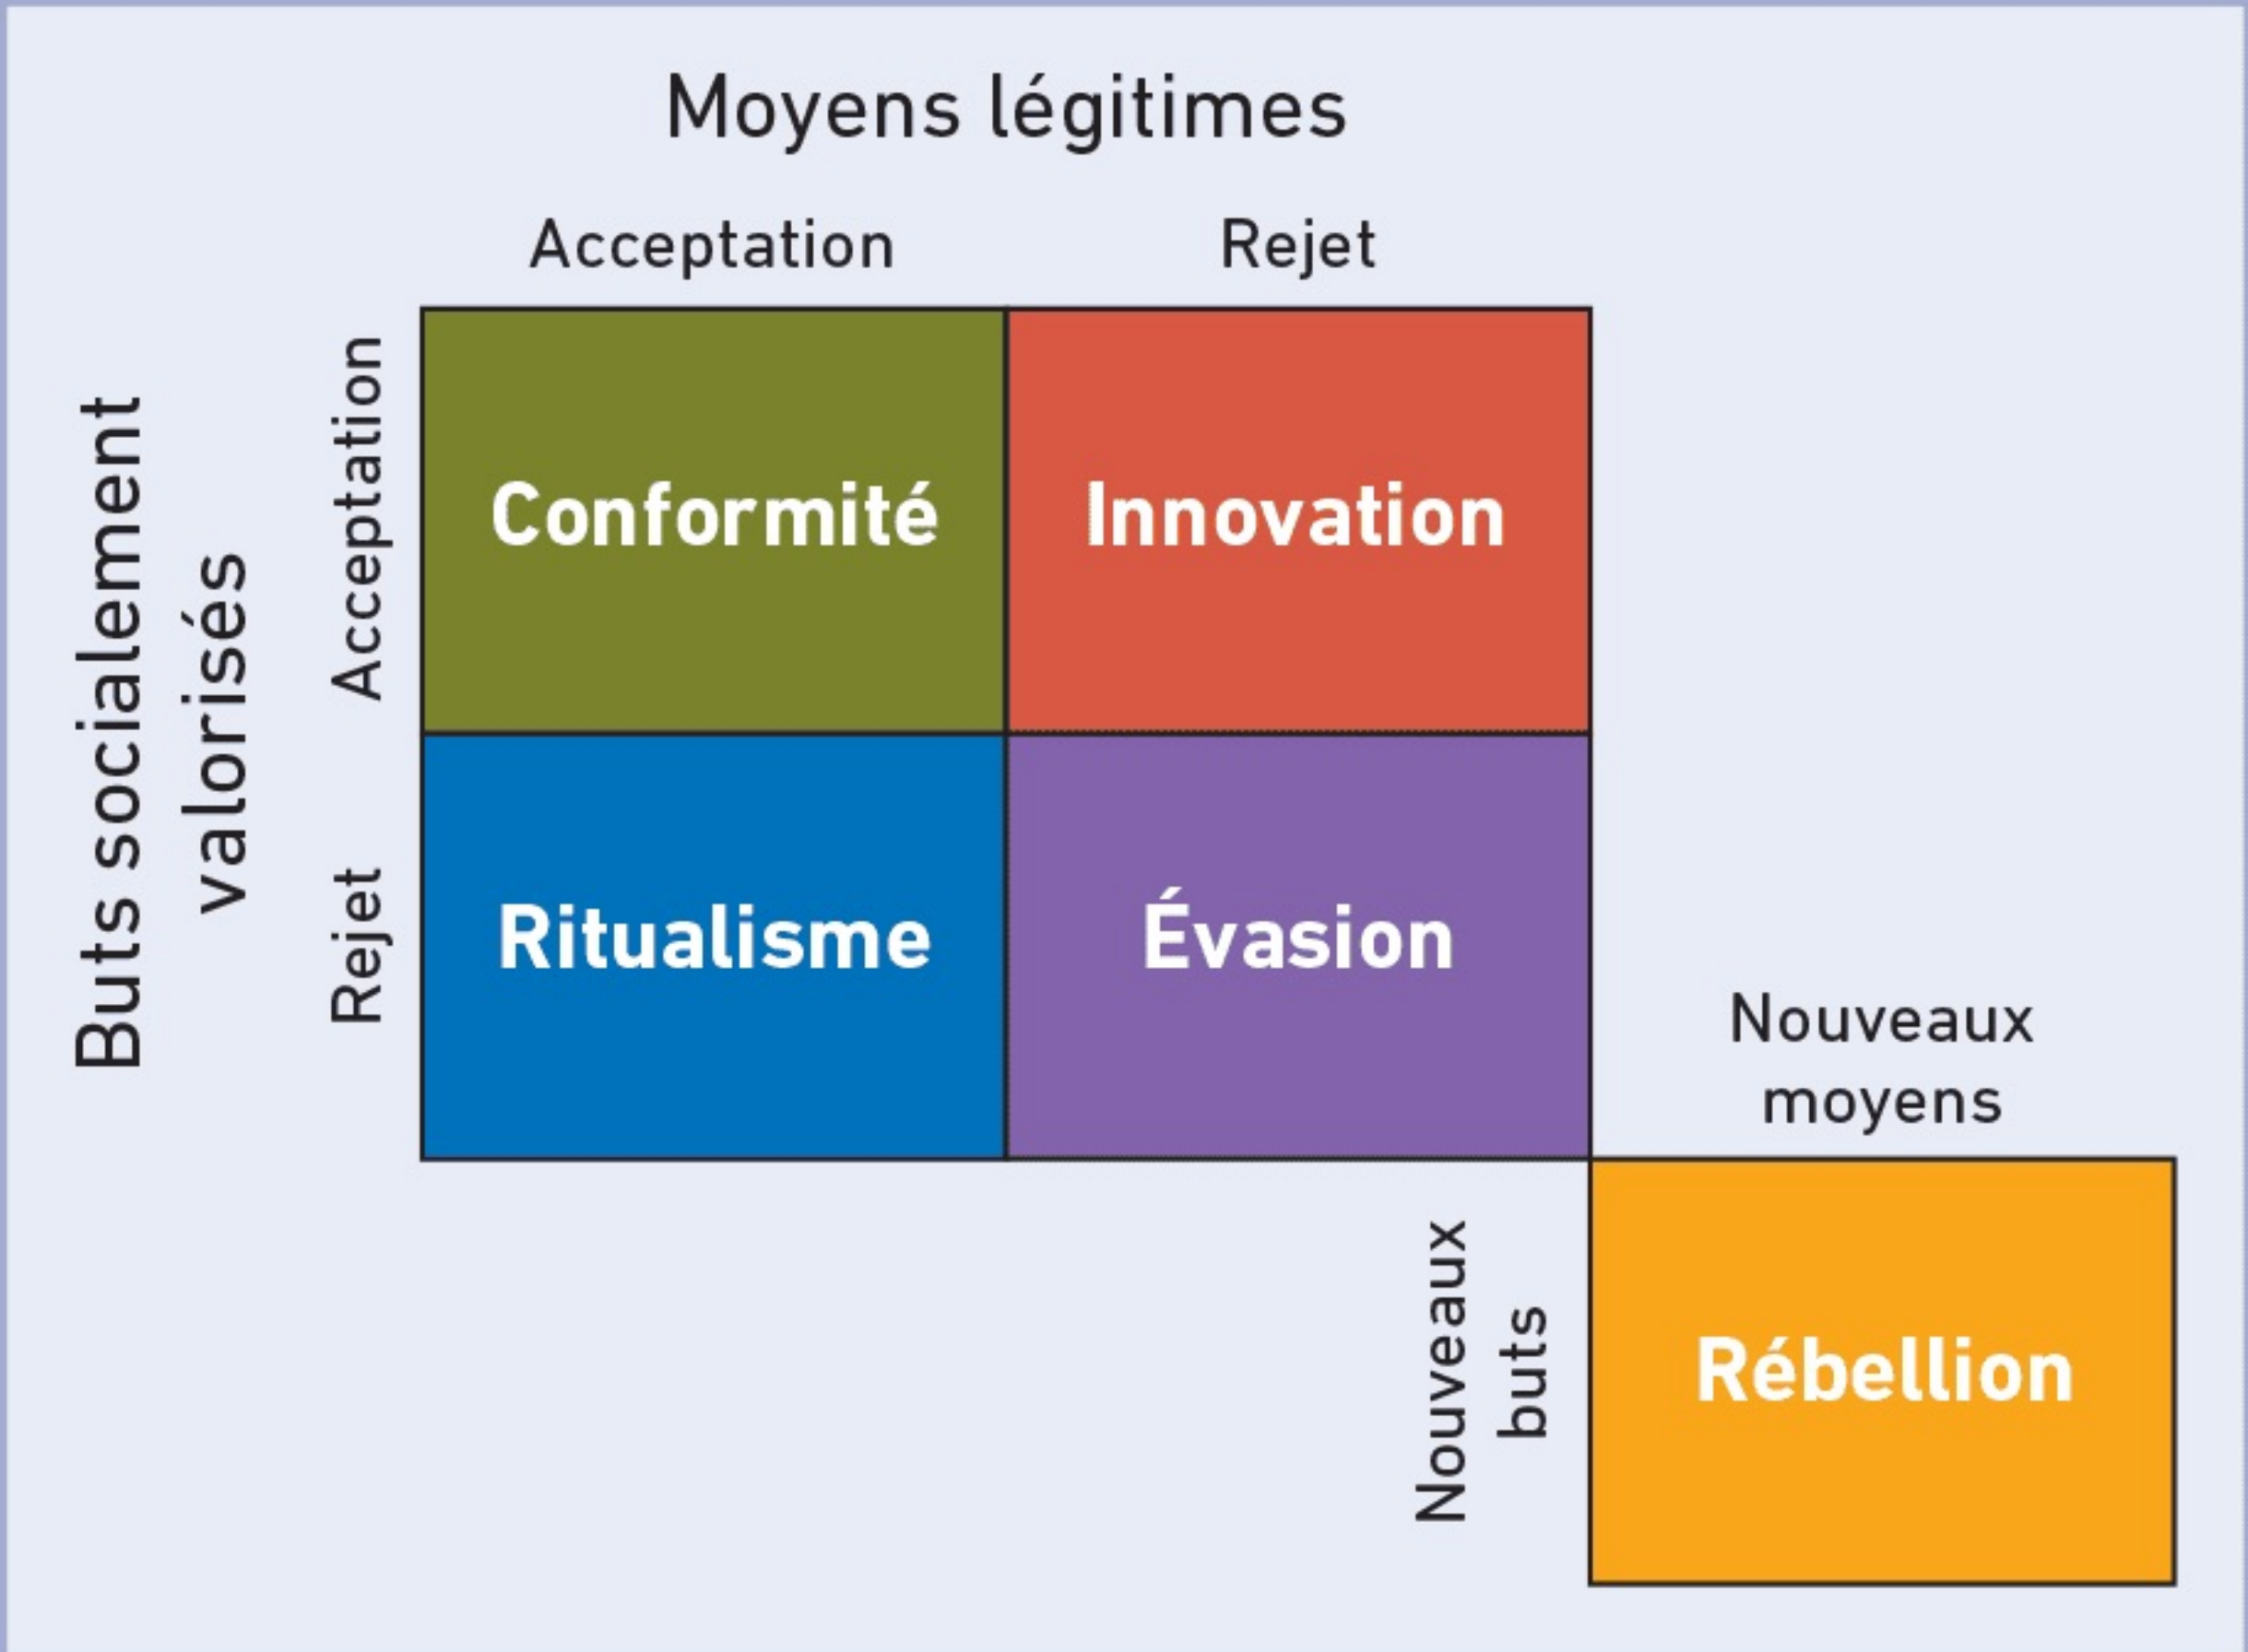 Moyens légitimes
Acceptation
Rejet
Buts socialement
valorisés
Acceptation
Conformité
Innovation
Rejet
Ritualisme
Évasion
Nouveaux
moyens
Nouveaux
buts
Rébellion